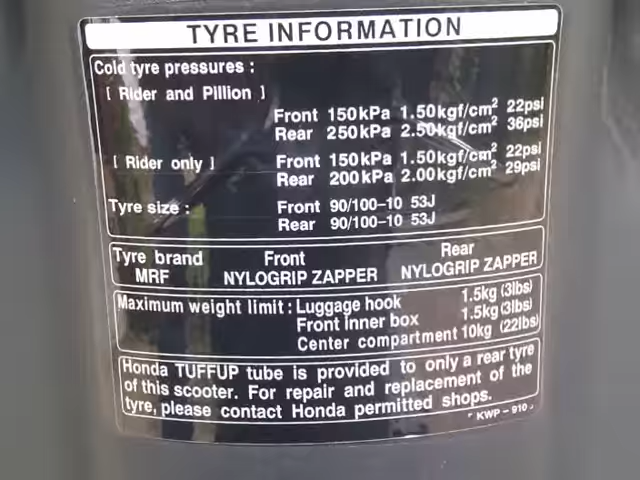 TYRE INFORMATION
Cold tyre pressures :
[ Rider and Pillion ]
Front 150kPa 1.50kgf/cm² 22psi
Rear 250kPa 2.50kgf/cm² 36psi
[ Rider only ] Front 150kPa 1.50kgf/cm² 22psi
Rear 200kPa 2.00kgf/cm² 29psi
Tyre size : Front 90/100-10 53J
Rear 90/100-10 53J
Tyre brand Front Rear
MRF NYLOGRIP ZAPPER NYLOGRIP ZAPPER
Maximum weight limit : Luggage hook 1.5kg (3lbs)
Front inner box 1.5kg (3lbs)
Center compartment 10kg (22lbs)
Honda TUFFUP tube is provided to only a rear tyre
of this scooter. For repair and replacement of the
tyre, please contact Honda permitted shops.
KWP-910